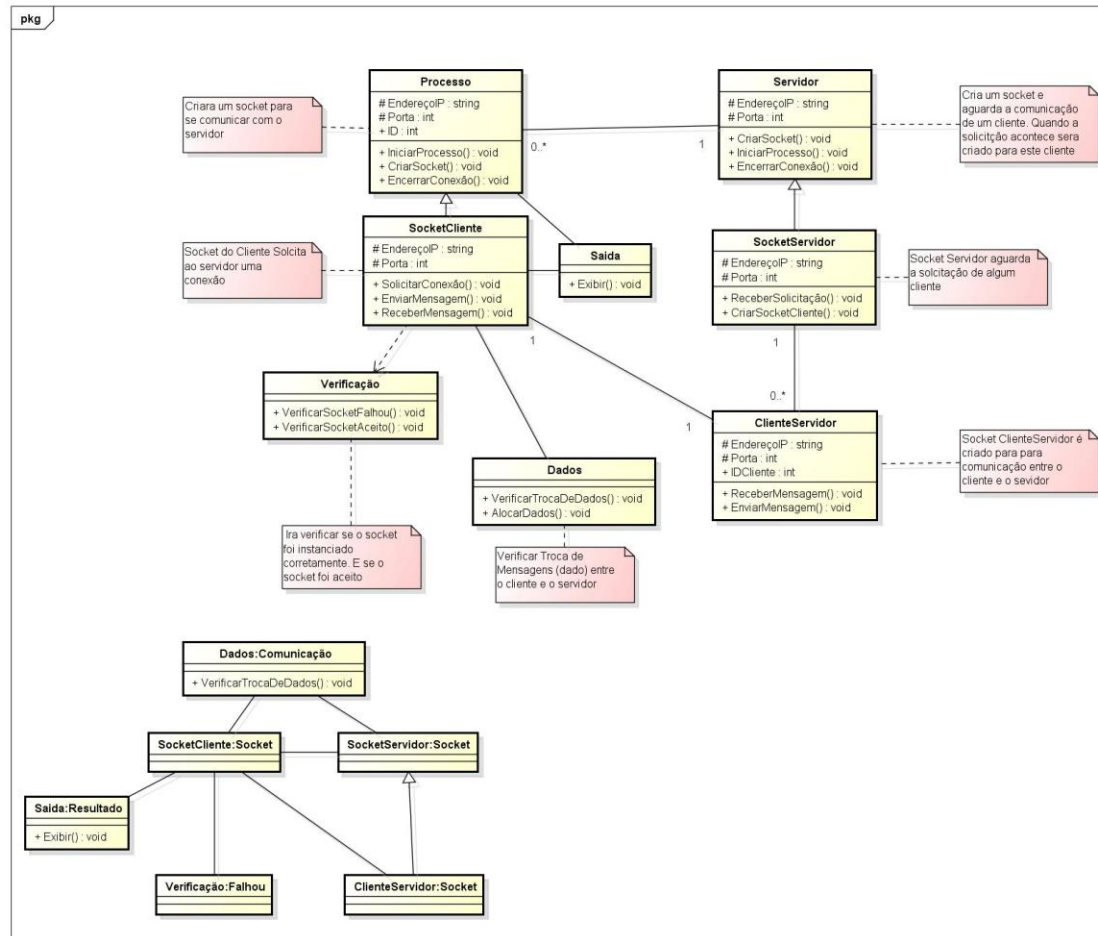 pkg
Processo
# EndereçoIP : string
# Porta : int
+ ID : int
+ IniciarProcesso() : void
+ CriarSocket() : void
+ EncerrarConexão() : void
Servidor
# EndereçoIP : string
# Porta : int
+ CriarSocket() : void
+ IniciarProcesso() : void
+ EncerrarConexão() : void
Criara um socket para
se comunicar com o
servidor
Cria um socket e
aguarda a comunicação
de um cliente. Quando a
solicitção acontece sera
criado para este cliente
0..*
1
SocketCliente
# EndereçoIP : string
# Porta : int
+ SolicitarConexão() : void
+ EnviarMensagem() : void
+ ReceberMensagem() : void
Socket do Cliente Solcita
ao servidor uma
conexão
Saida
+ Exibir() : void
SocketServidor
# EndereçoIP : string
# Porta : int
+ ReceberSolicitação() : void
+ CriarSocketCliente() : void
Socket Servidor aguarda
a solcitação de algum
cliente
1
1
Verificação
+ VerificarSocketFalhou() : void
+ VerificarSocketAceito() : void
0..*
1
ClienteServidor
# EndereçoIP : string
# Porta : int
+ IDCliente : int
+ ReceberMensagem() : void
+ EnviarMensagem() : void
Socket ClienteServidor é
criado para para
comunicação entre o
cliente e o sevidor
Dados
+ VerificarTrocaDeDados() : void
+ AlocarDados() : void
Ira verificar se o socket
foi instanciado
corretamente. E se o
socket foi aceito
Verificar Troca de
Mensagens (dado) entre
o cliente e o servidor
Dados:Comunicação
+ VerificarTrocaDeDados() : void
SocketCliente:Socket
SocketServidor:Socket
Saida:Resultado
+ Exibir() : void
Verificação:Falhou
ClienteServidor:Socket